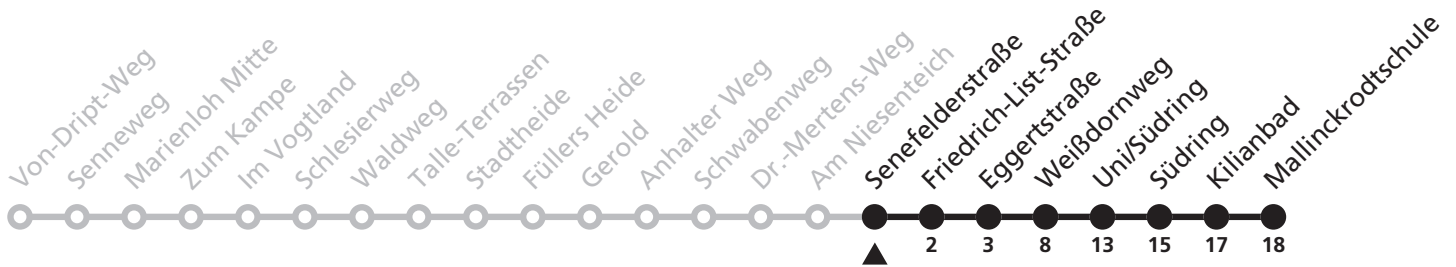 Von-Dript-Weg
Senneweg
Marienloh Mitte
Zum Kampe
Im Vogtland
Schlesierweg
Waldweg
Talle-Terrassen
Stadtheide
Füllers Heide
Gerold
Anhalter Weg
Schwabenweg
Dr.-Mertens-Weg
Am Niesenteich
Senefelderstraße
Friedrich-List-Straße
Eggertstraße
Weißdornweg
Uni/Südring
Südring
Kilianbad
Mallinckrodtschule
2 3 8 13 15 17 18